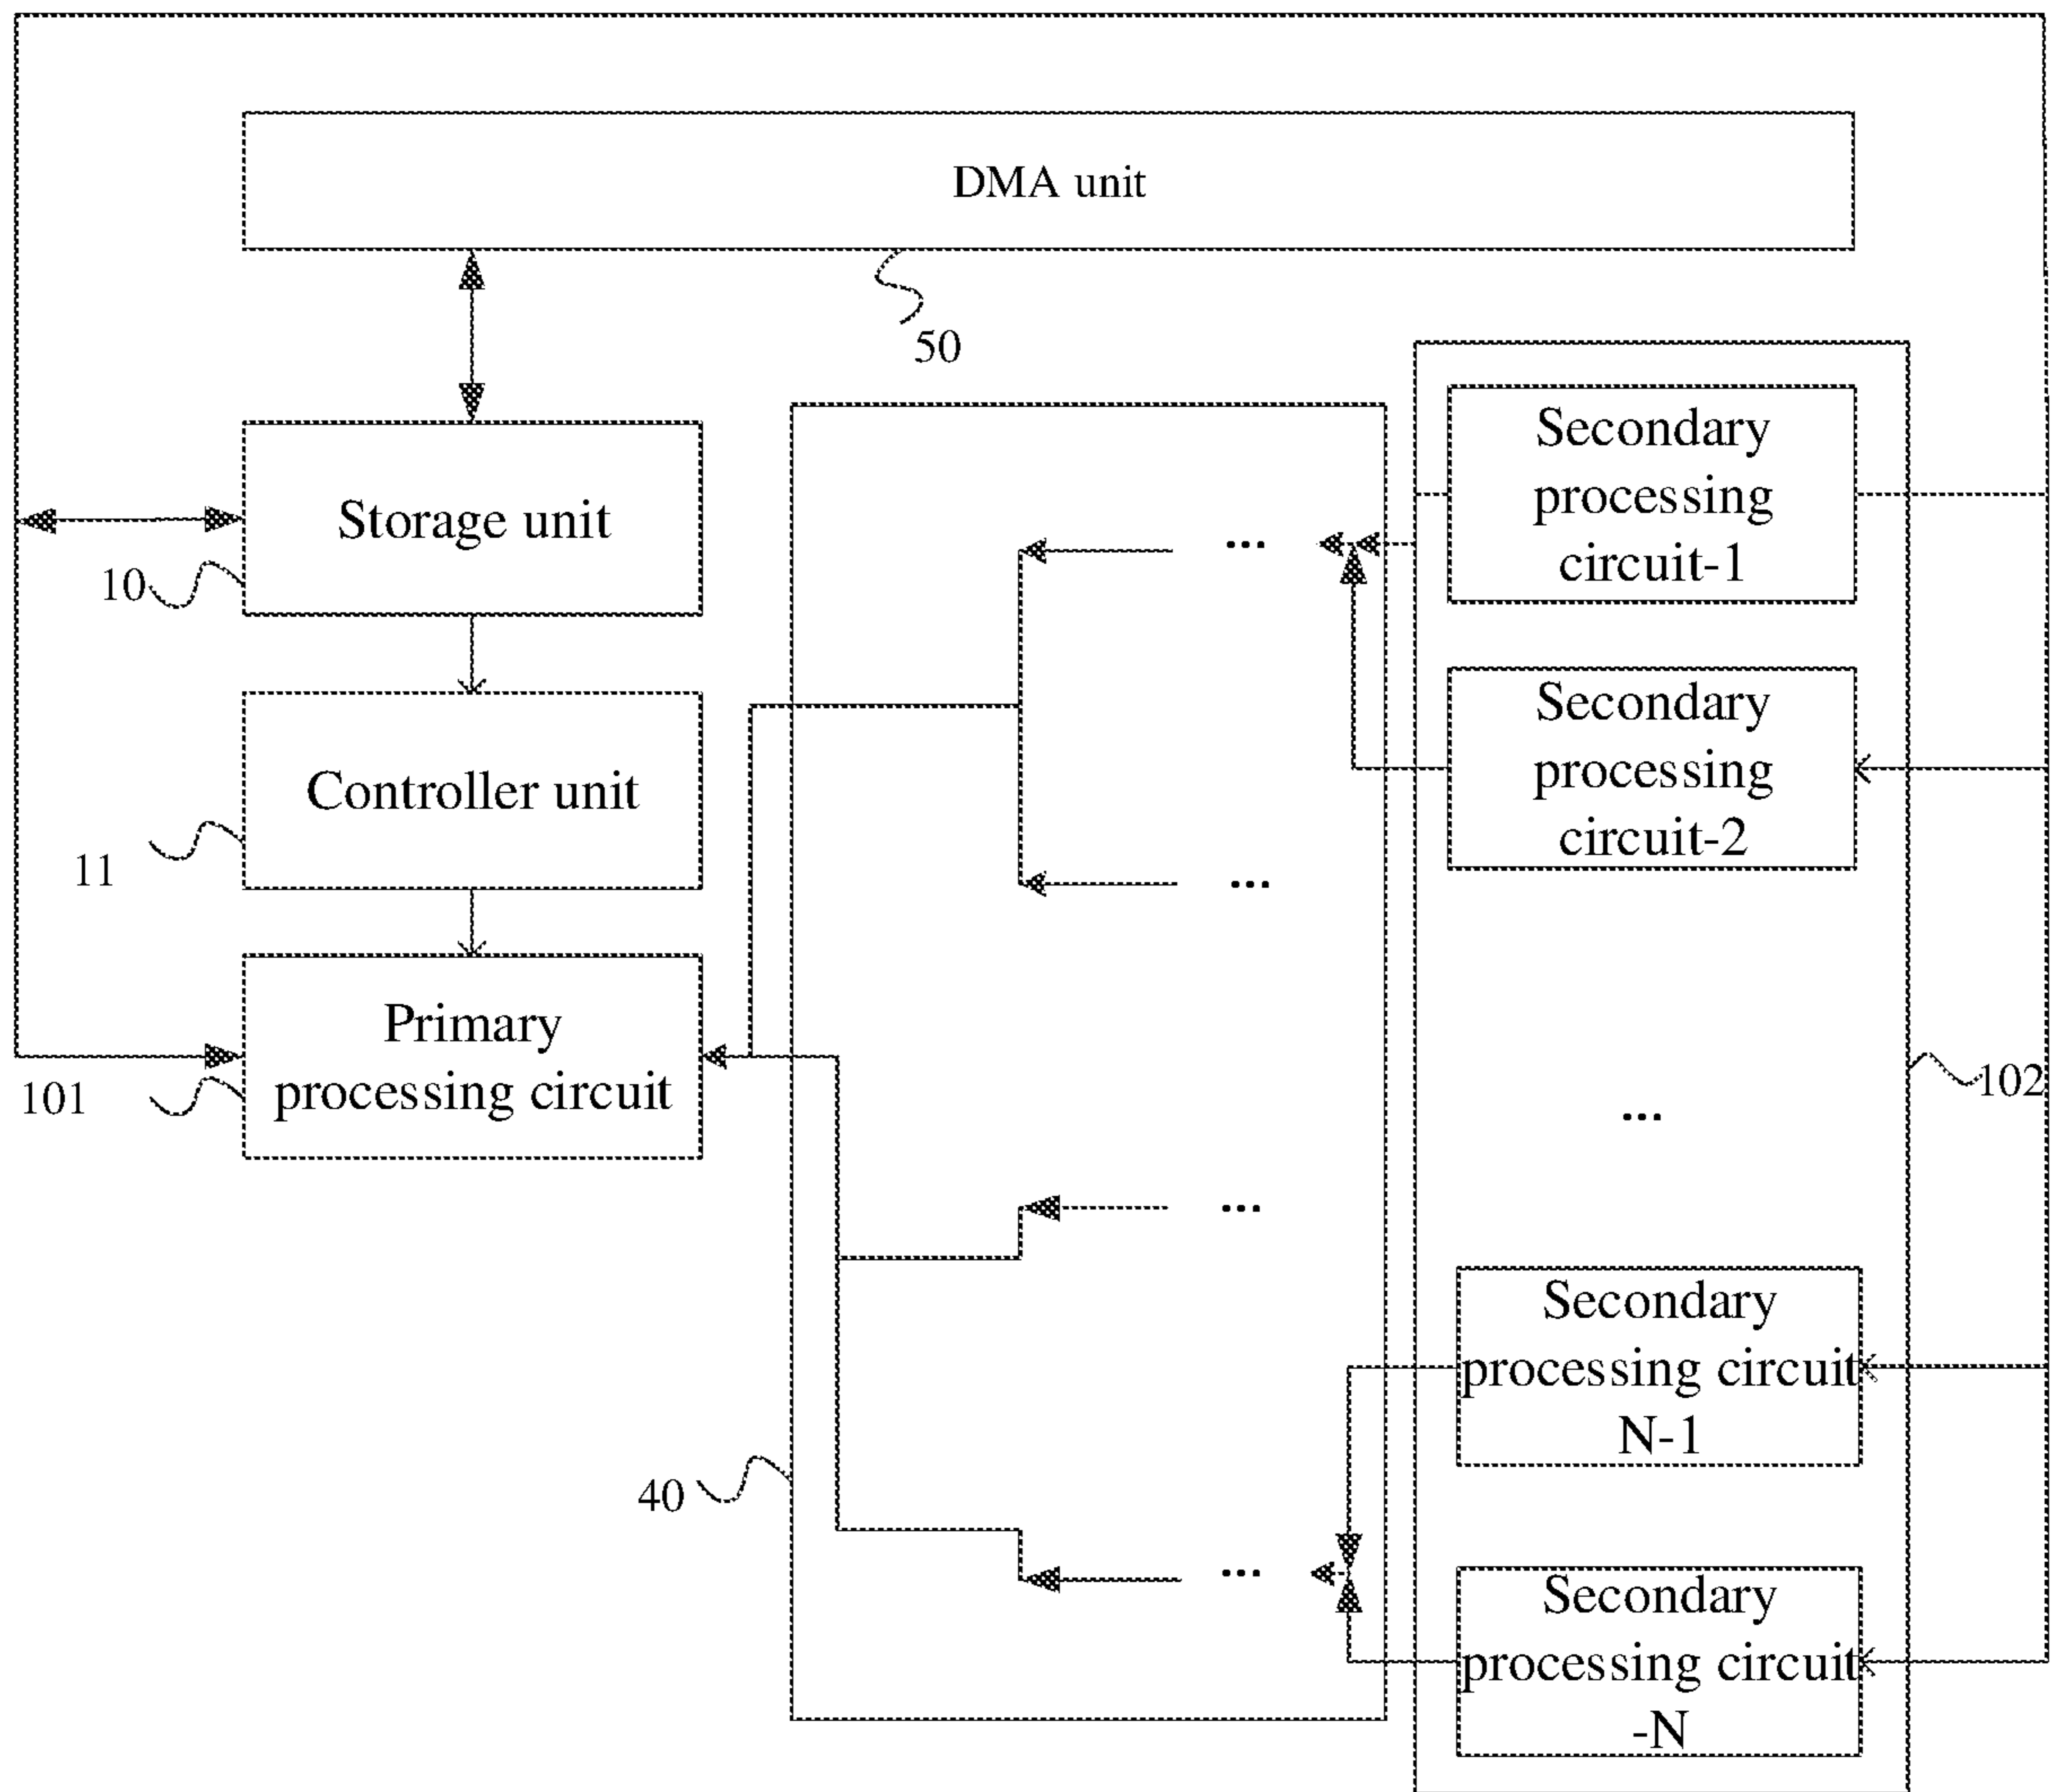 DMA unit
50
Storage unit
10
Controller unit
11
Primary
processing circuit
101
40
...
...
...
...
Secondary
processing
circuit-1
Secondary
processing
circuit-2
...
102
Secondary
processing circuit
N-1
Secondary
processing circuit
-N